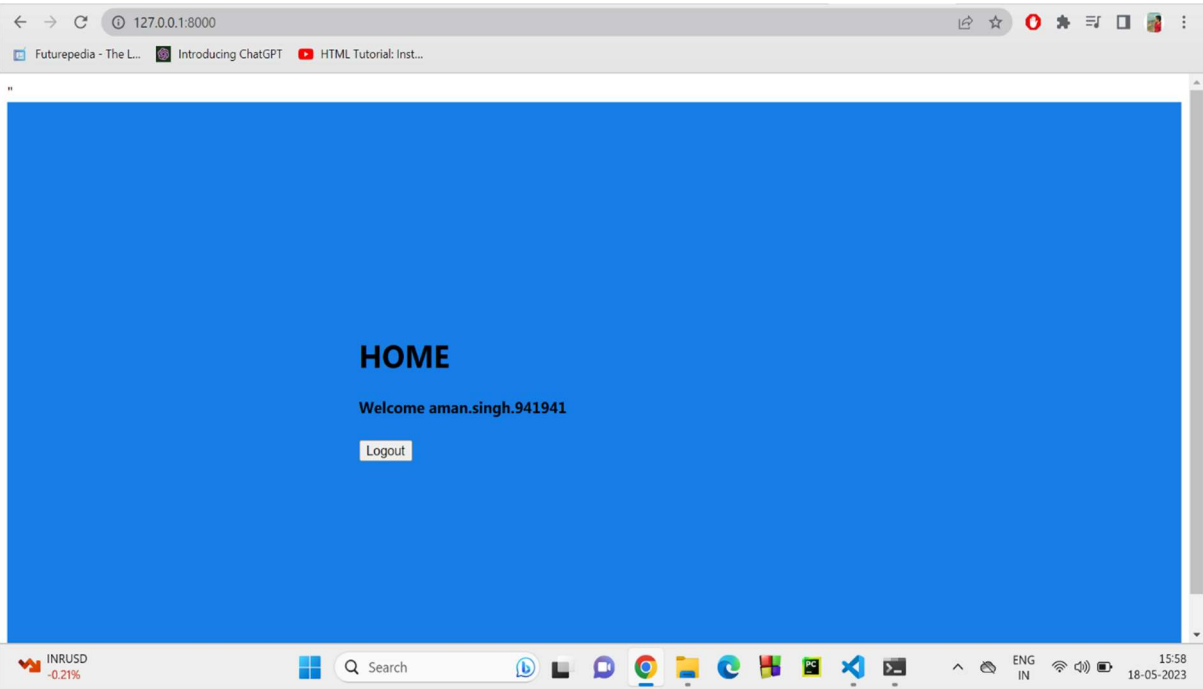 127.0.0.1:8000
Futurepedia - The L... Introducing ChatGPT HTML Tutorial: Inst...
"
HOME
Welcome aman.singh.941941
Logout
INRUSD
-0.21%
Search
ENG
IN
15:58
18-05-2023